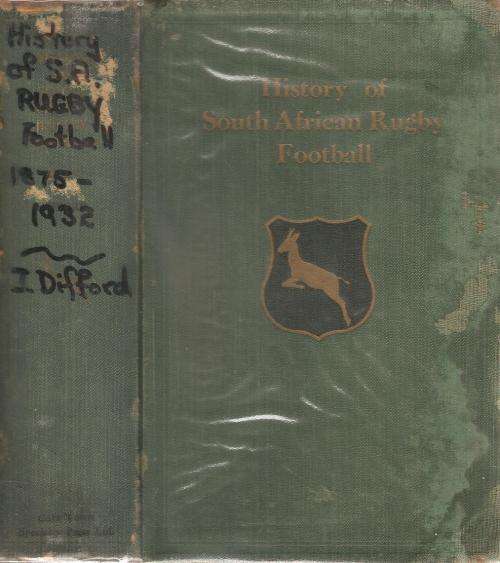 History
of S.A.
RUGBY
Football
1875-
1932
I. Difford
History of
South African Rugby
Football